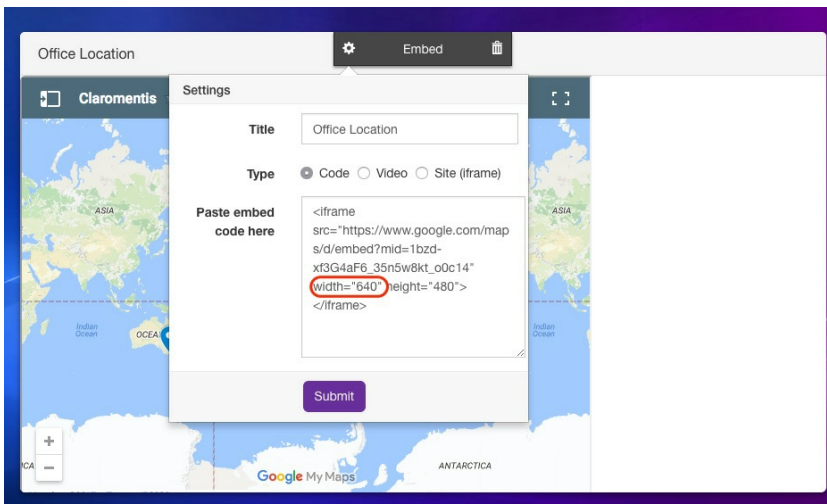 Office Location
Embed
Claromentis
Settings
Title
Office Location
Type
Code
Video
Site (iframe)
Paste embed
code here
<iframe
src="https://www.google.com/map
s/d/embed?mid=1bzd-
xf3G4aF6_35n5w8kt_o0c14"
width="640" height="480">
</iframe>
Submit
ASIA
ASIA
Indian
Ocean
OCEA
Indian
Ocean
+
−
ICA
Google My Maps
ANTARCTICA